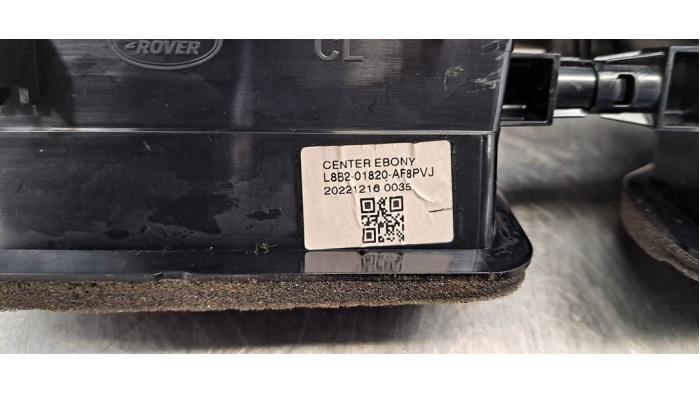 ROVER
CL
CENTER EBONY
L8B2-01820-AF8PVJ
20221216 0035